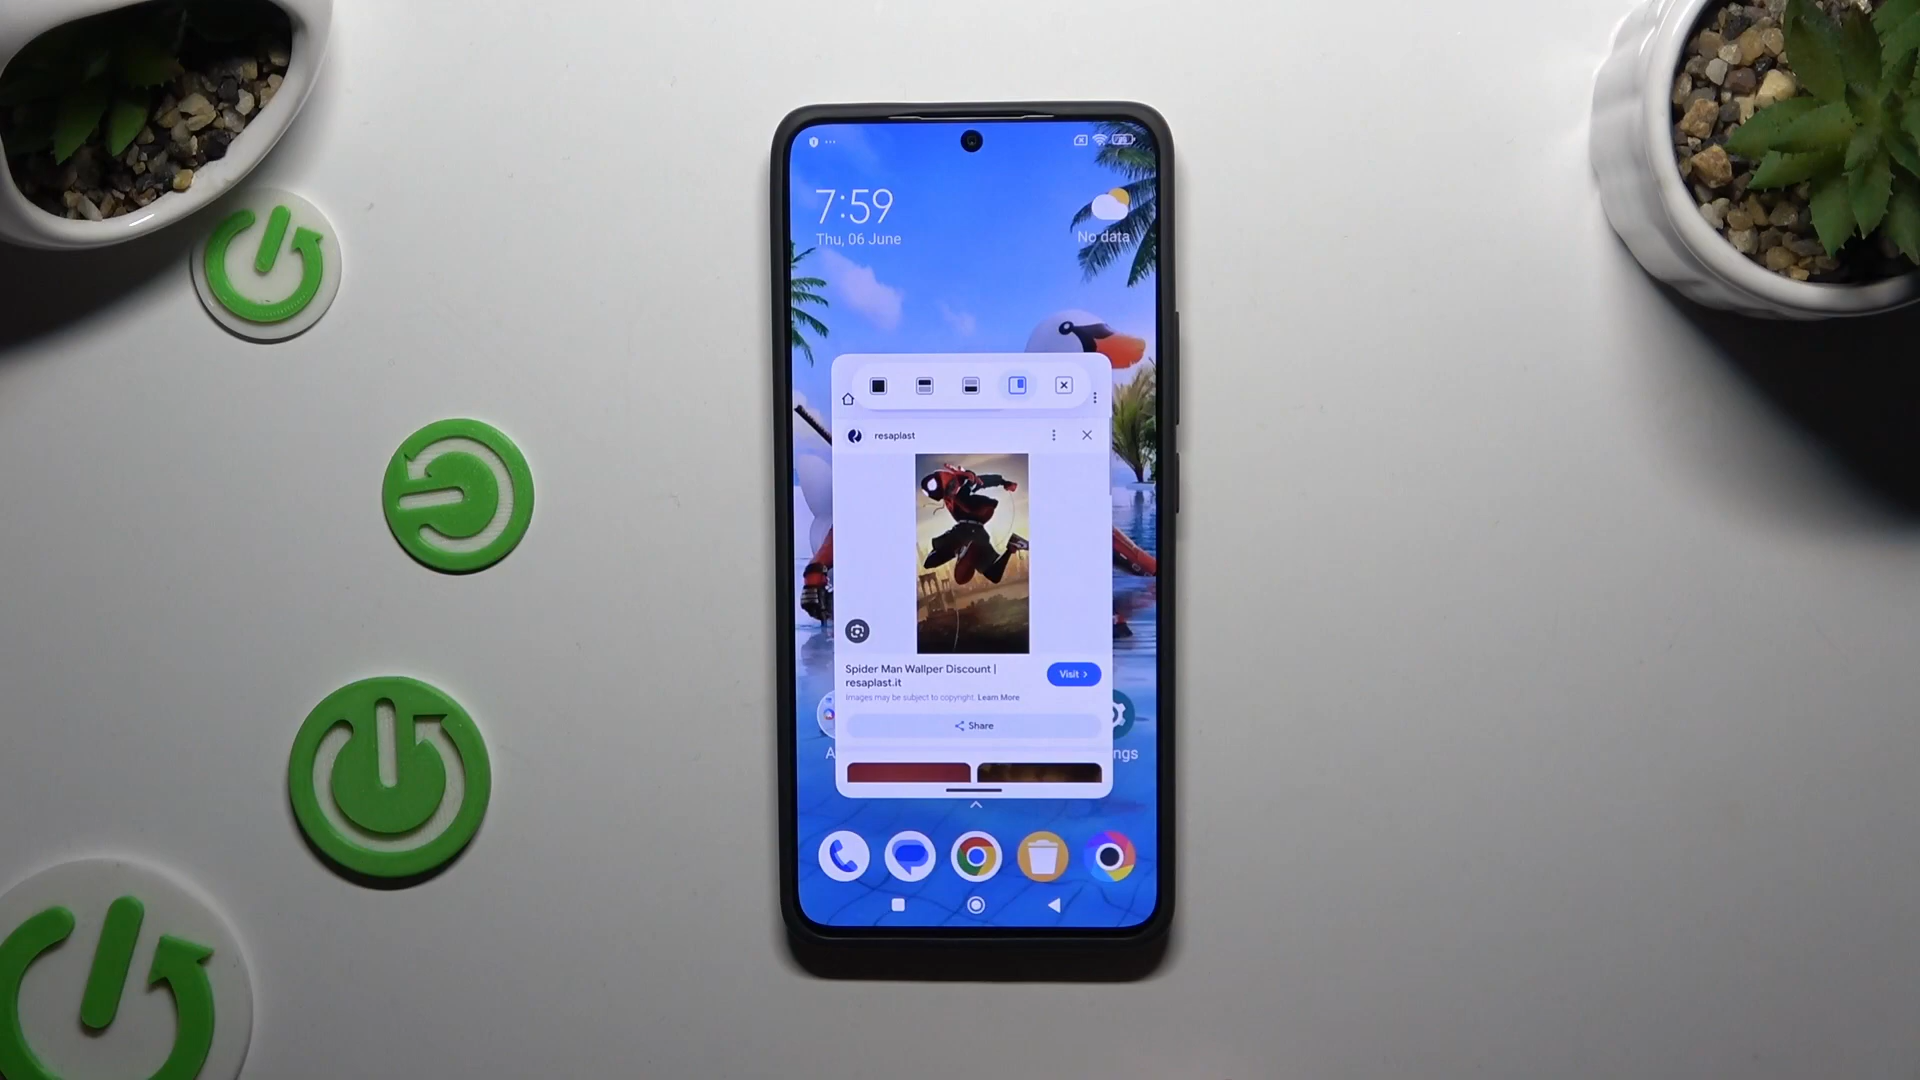 7:59
Thu, 06 June
No data
resaplast
Spider Man Wallper Discount |
resaplast.it
Visit >
Images may be subject to copyright. Learn More
Share
A
ngs